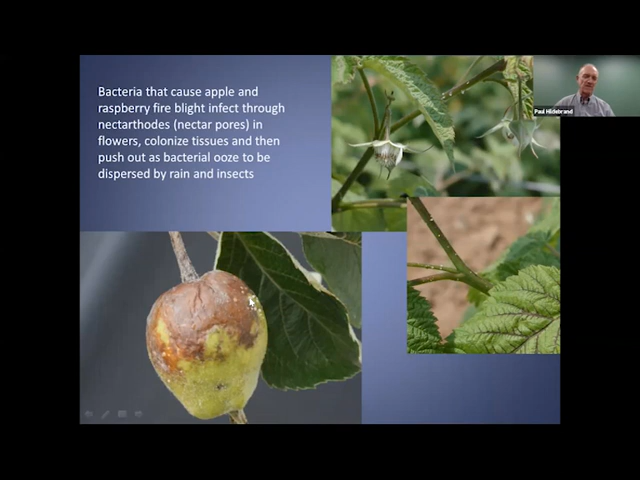 Bacteria that cause apple and
raspberry fire blight infect through
nectarthodes (nectar pores) in
flowers, colonize tissues and then
push out as bacterial ooze to be
dispersed by rain and insects
Paul Hildebrand